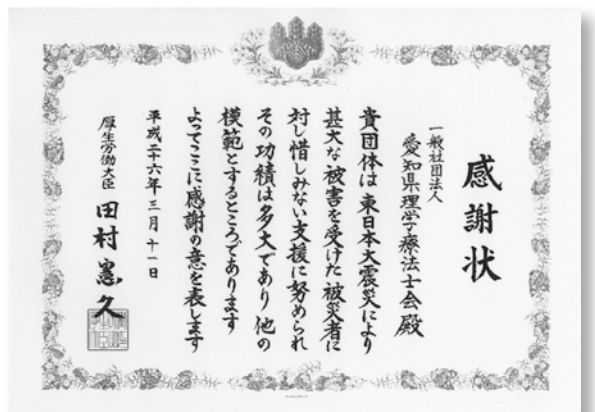 感謝状
一般社団法人
愛知県理学療法士会殿
貴団体は東日本大震災により
甚大な被害を受けた被災者に
対し惜しみない支援に努められ
その功績は多大であり他の
模範とするところであります
よってここに感謝の意を表します
平成二十六年三月十一日
厚生労働大臣 田村憲久